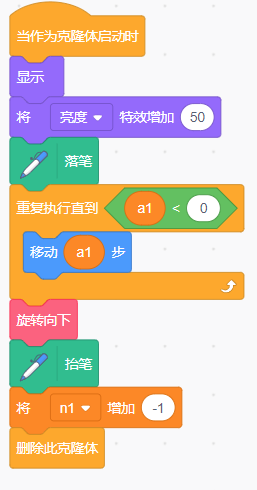 当作为克隆体启动时
显示
将 亮度 特效增加 50
落笔
重复执行直到 a1 < 0
移动 a1 步
旋转向下
抬笔
将 n1 增加 -1
删除此克隆体